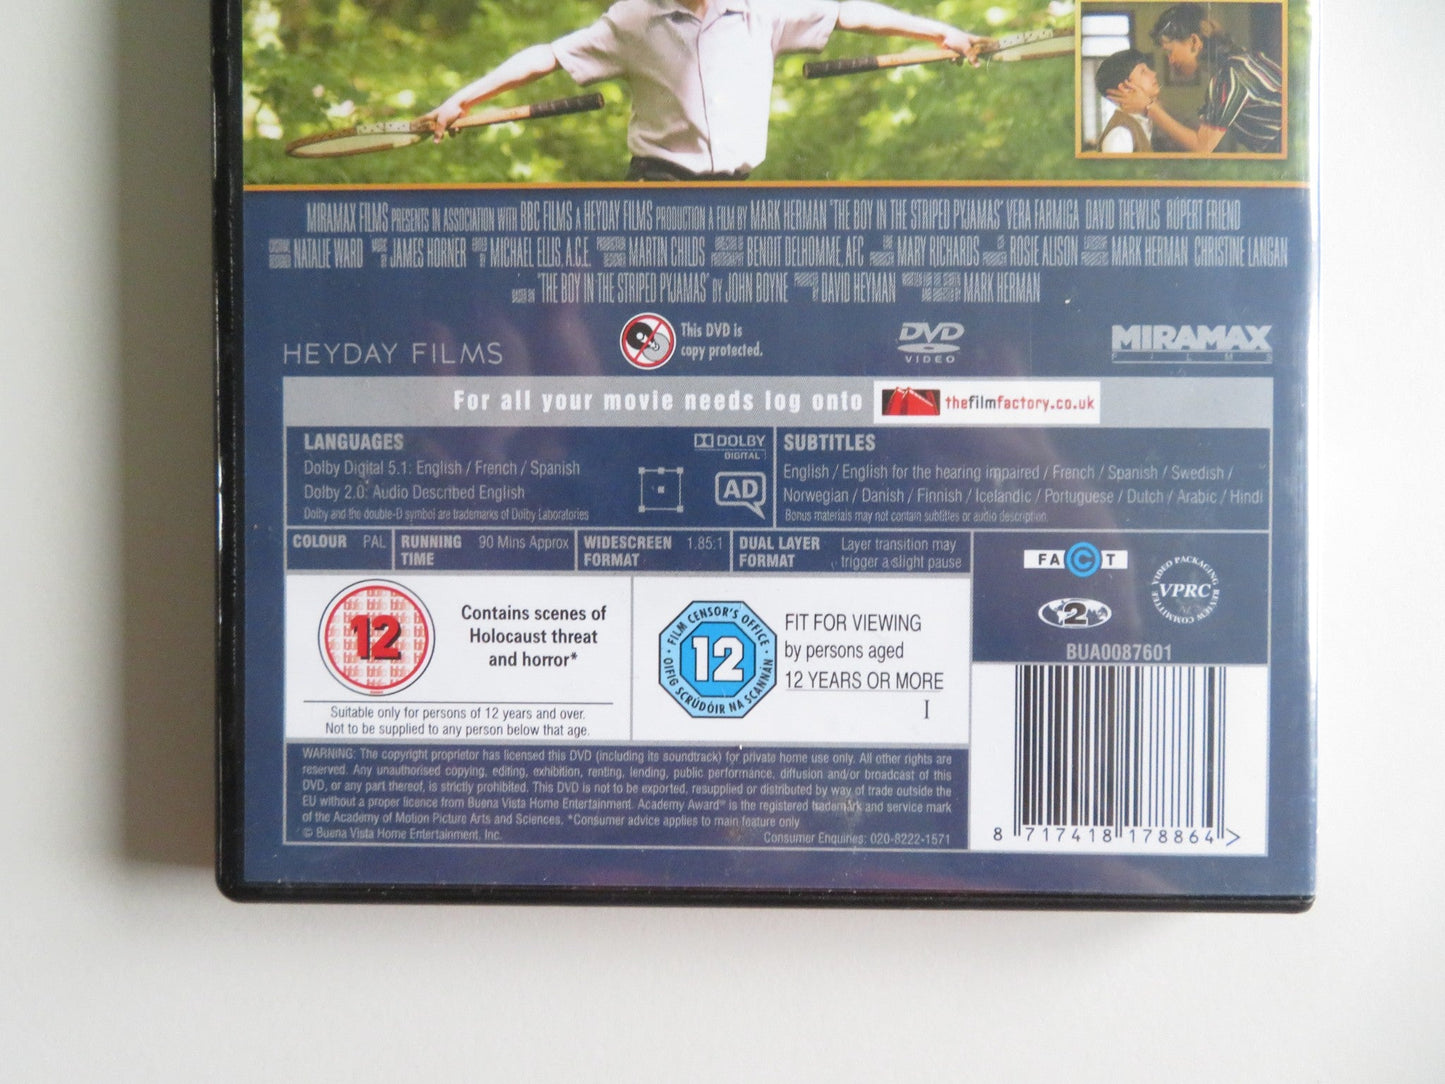 MIRAMAX FILMS PRESENTS IN ASSOCIATION WITH BBC FILMS A HEYDAY FILMS PRODUCTION A FILM BY MARK HERMAN "THE BOY IN THE STRIPED PYJAMAS" VERA FARMIGA DAVID THEWLIS RUPERT FRIEND
NATALIE WARD JAMES HORNER MICHAEL ELLIS, A.C.E. MARTIN CHILDS BENOIT DELHOMME, AFC MARY RICHARDS ROSIE ALISON MARK HERMAN CHRISTINE LANGAN
BASED ON "THE BOY IN THE STRIPED PYJAMAS" BY JOHN BOYNE DAVID HEYMAN MARK HERMAN
HEYDAY FILMS
This DVD is
copy protected.
DVD
VIDEO
MIRAMAX
FILMS
For all your movie needs log onto thefilmfactory.co.uk
LANGUAGES
Dolby Digital 5.1: English / French / Spanish
Dolby 2.0: Audio Described English
Dolby and the double-D symbol are trademarks of Dolby Laboratories
DOLBY
DIGITAL
AD
SUBTITLES
English / English for the hearing impaired / French / Spanish / Swedish /
Norwegian / Danish / Finnish / Icelandic / Portuguese / Dutch / Arabic / Hindi
Bonus materials may not contain subtitles or audio description.
COLOUR PAL
RUNNING TIME 90 Mins Approx
WIDESCREEN FORMAT 1.85:1
DUAL LAYER FORMAT Layer transition may
trigger a slight pause
FACT
VIDEO PACKAGING REVIEW COMMITTEE
VPRC
2
BUA0087601
12
Contains scenes of
Holocaust threat
and horror*
Suitable only for persons of 12 years and over.
Not to be supplied to any person below that age.
FILM CENSOR'S OFFICE
12
OIFIG SCRÚDÓIR NA SCANNÁN
FIT FOR VIEWING
by persons aged
12 YEARS OR MORE
I
WARNING: The copyright proprietor has licensed this DVD (including its soundtrack) for private home use only. All other rights are
reserved. Any unauthorised copying, editing, exhibition, renting, lending, public performance, diffusion and/or broadcast of this
DVD, or any part thereof, is strictly prohibited. This DVD is not to be exported, resupplied or distributed by way of trade outside the
EU without a proper licence from Buena Vista Home Entertainment. Academy Award® is the registered trademark and service mark
of the Academy of Motion Picture Arts and Sciences. *Consumer advice applies to main feature only
© Buena Vista Home Entertainment, Inc.
Consumer Enquiries: 020-8222-1571
8 717418 178864 >